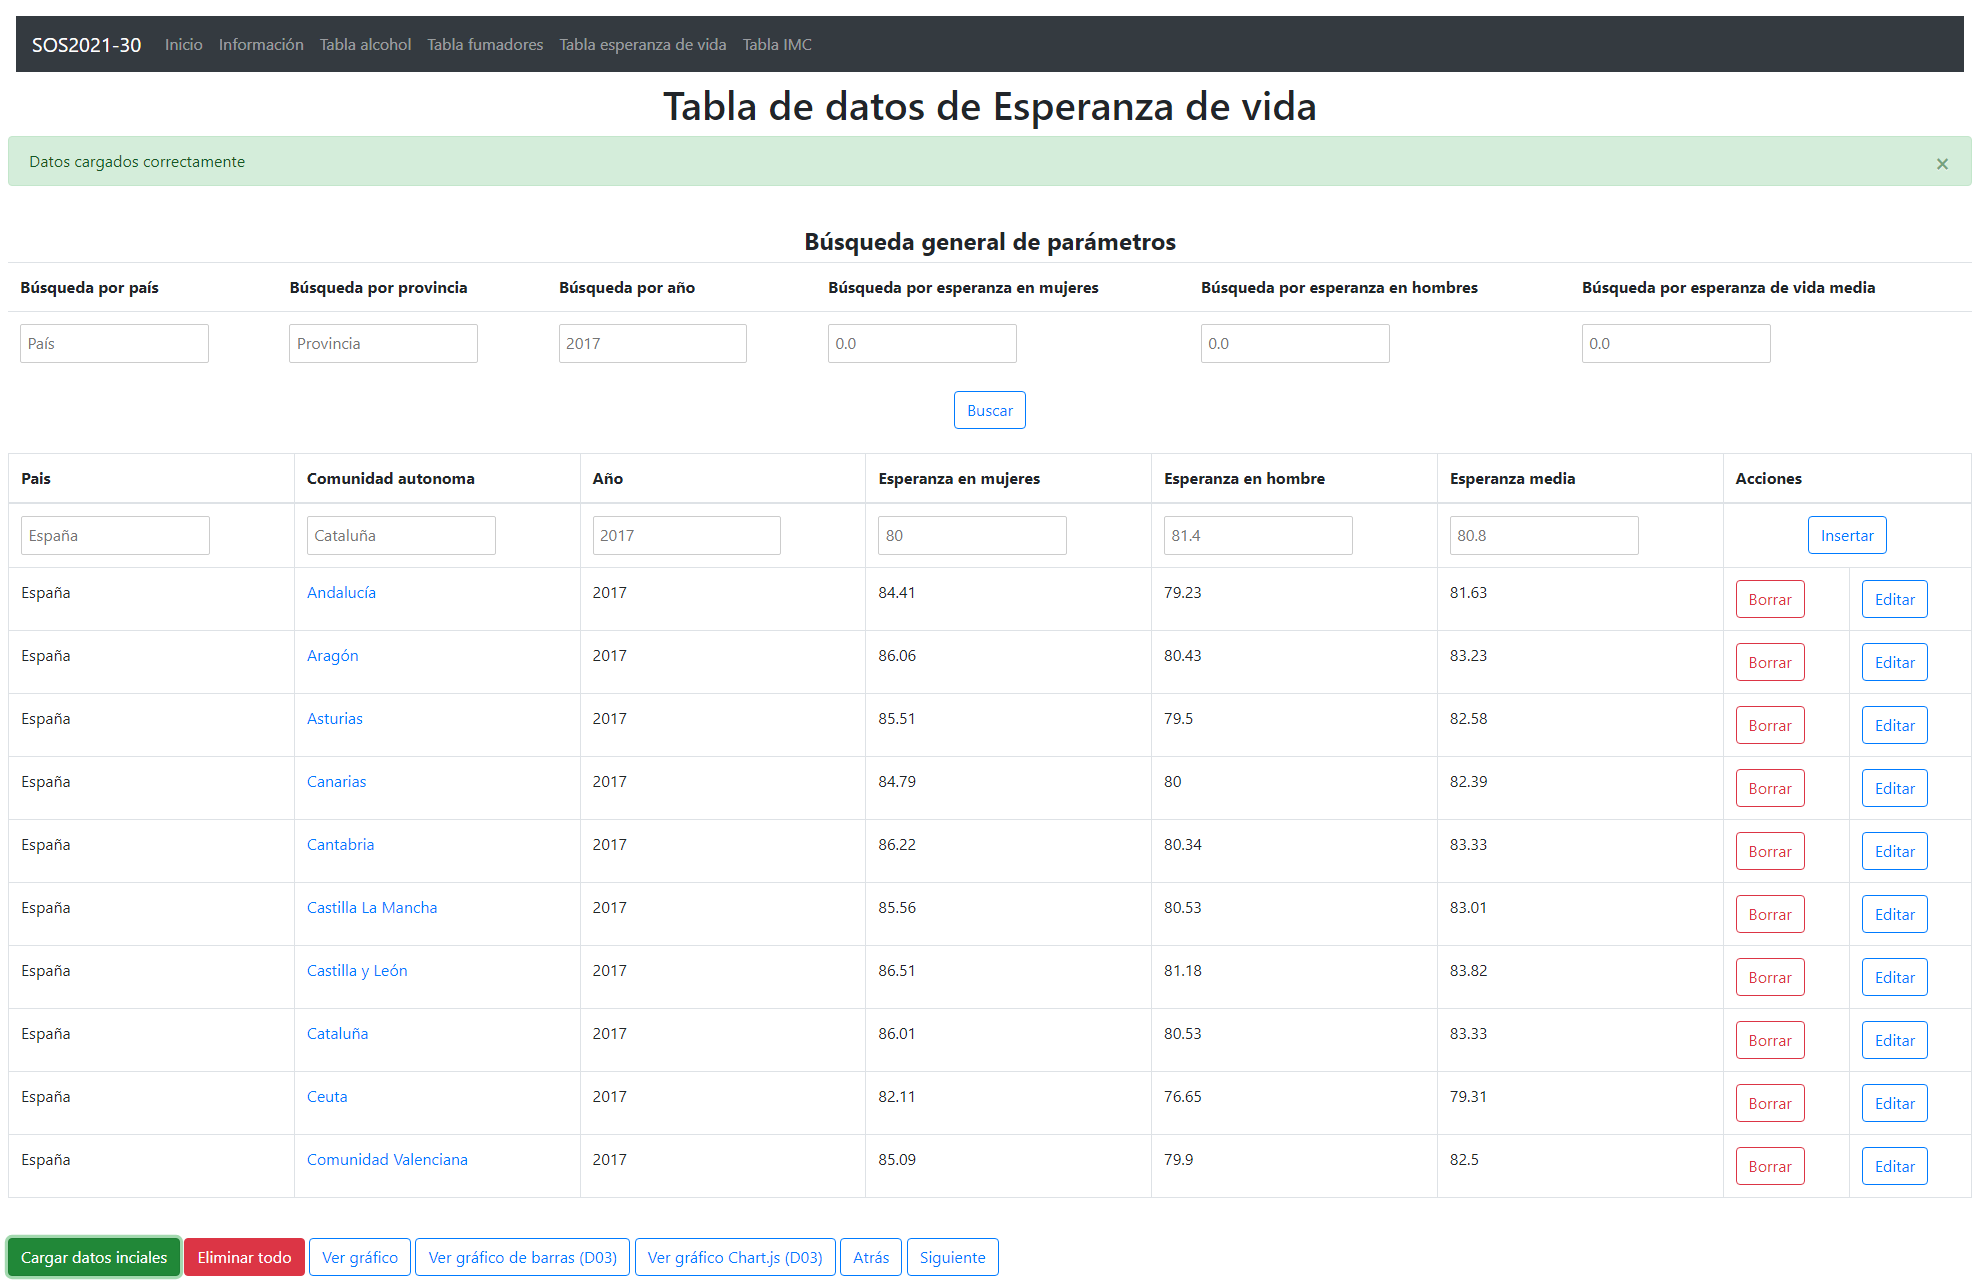 SOS2021-30 Inicio Información Tabla alcohol Tabla fumadores Tabla esperanza de vida Tabla IMC
Tabla de datos de Esperanza de vida
Datos cargados correctamente ×
Búsqueda general de parámetros
Búsqueda por país Búsqueda por provincia Búsqueda por año Búsqueda por esperanza en mujeres Búsqueda por esperanza en hombres Búsqueda por esperanza de vida media
País Provincia 2017 0.0 0.0 0.0
Buscar
Pais Comunidad autonoma Año Esperanza en mujeres Esperanza en hombre Esperanza media Acciones
España Cataluña 2017 80 81.4 80.8 Insertar
España Andalucía 2017 84.41 79.23 81.63 Borrar Editar
España Aragón 2017 86.06 80.43 83.23 Borrar Editar
España Asturias 2017 85.51 79.5 82.58 Borrar Editar
España Canarias 2017 84.79 80 82.39 Borrar Editar
España Cantabria 2017 86.22 80.34 83.33 Borrar Editar
España Castilla La Mancha 2017 85.56 80.53 83.01 Borrar Editar
España Castilla y León 2017 86.51 81.18 83.82 Borrar Editar
España Cataluña 2017 86.01 80.53 83.33 Borrar Editar
España Ceuta 2017 82.11 76.65 79.31 Borrar Editar
España Comunidad Valenciana 2017 85.09 79.9 82.5 Borrar Editar
Cargar datos inciales Eliminar todo Ver gráfico Ver gráfico de barras (D03) Ver gráfico Chart.js (D03) Atrás Siguiente